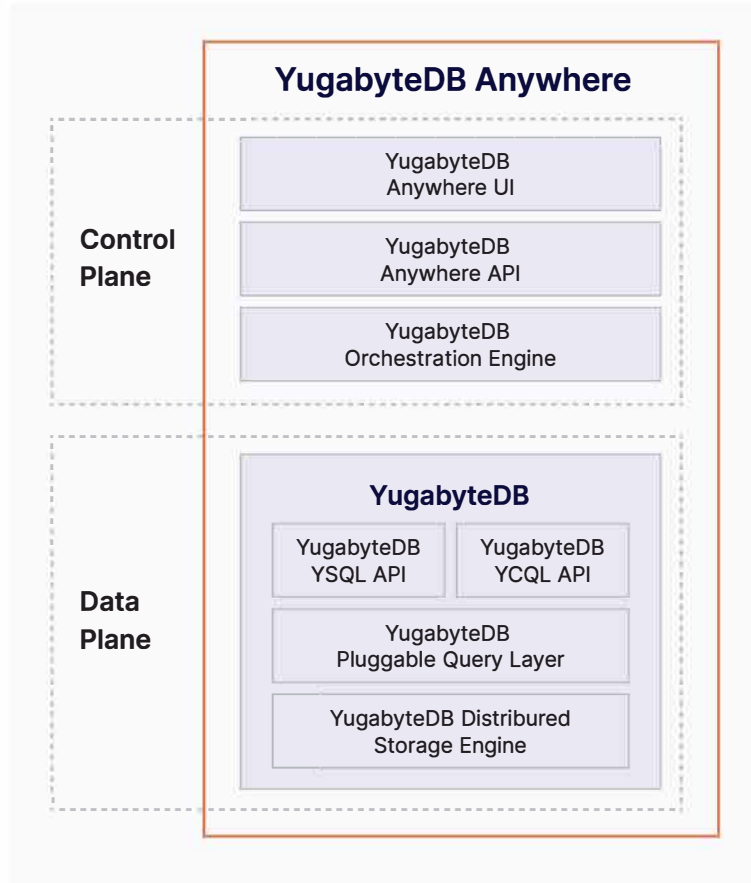 YugabyteDB Anywhere
Control
Plane
YugabyteDB
Anywhere UI
YugabyteDB
Anywhere API
YugabyteDB
Orchestration Engine
Data
Plane
YugabyteDB
YugabyteDB
YSQL API
YugabyteDB
YCQL API
YugabyteDB
Pluggable Query Layer
YugabyteDB Distribured
Storage Engine